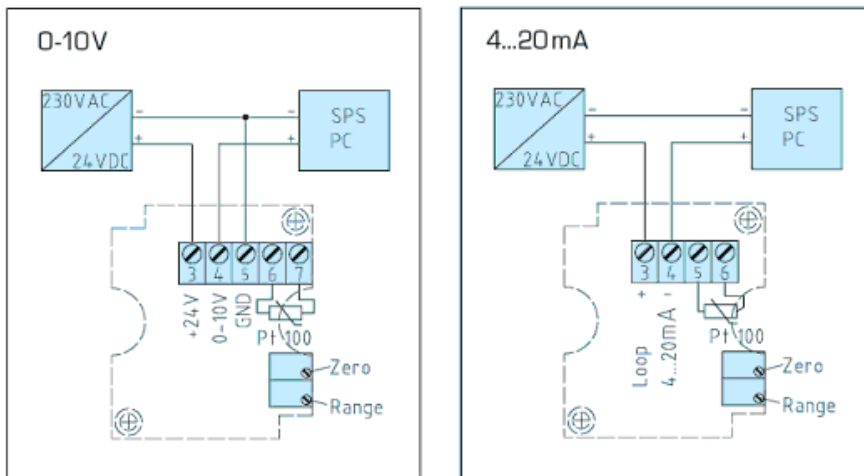 0-10V
230VAC
-
-
+
+
24VDC
SPS
PC
3 4 5 6 7
+24V
0-10V
GND
Pt 100
Zero
Range
4...20mA
230VAC
-
-
+
+
24VDC
SPS
PC
3 4 5 6
Loop +
4...20mA -
Pt 100
Zero
Range